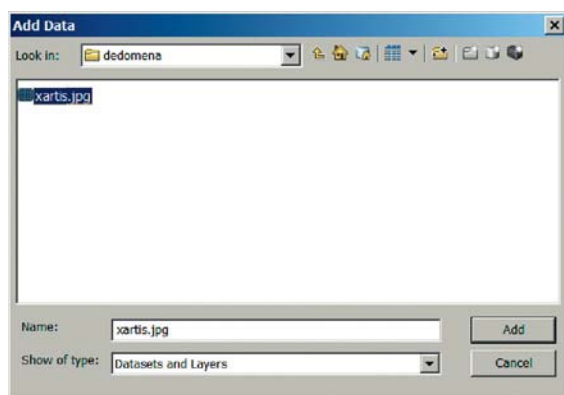 Add Data
Look in: dedomena
xartis.jpg
Name: xartis.jpg Add
Show of type: Datasets and Layers Cancel